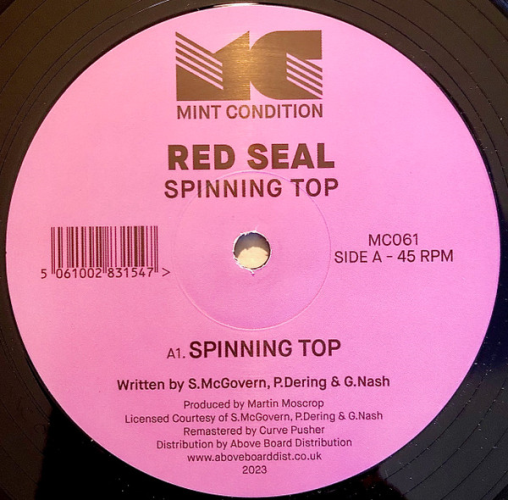 MC
MINT CONDITION
RED SEAL
SPINNING TOP
MC061
SIDE A - 45 RPM
5 061002 831547 >
A1. SPINNING TOP
Written by S.McGovern, P.Dering & G.Nash
Produced by Martin Moscrop
Licensed Courtesy of S.McGovern, P.Dering & G.Nash
Remastered by Curve Pusher
Distribution by Above Board Distribution
www.aboveboarddist.co.uk
2023